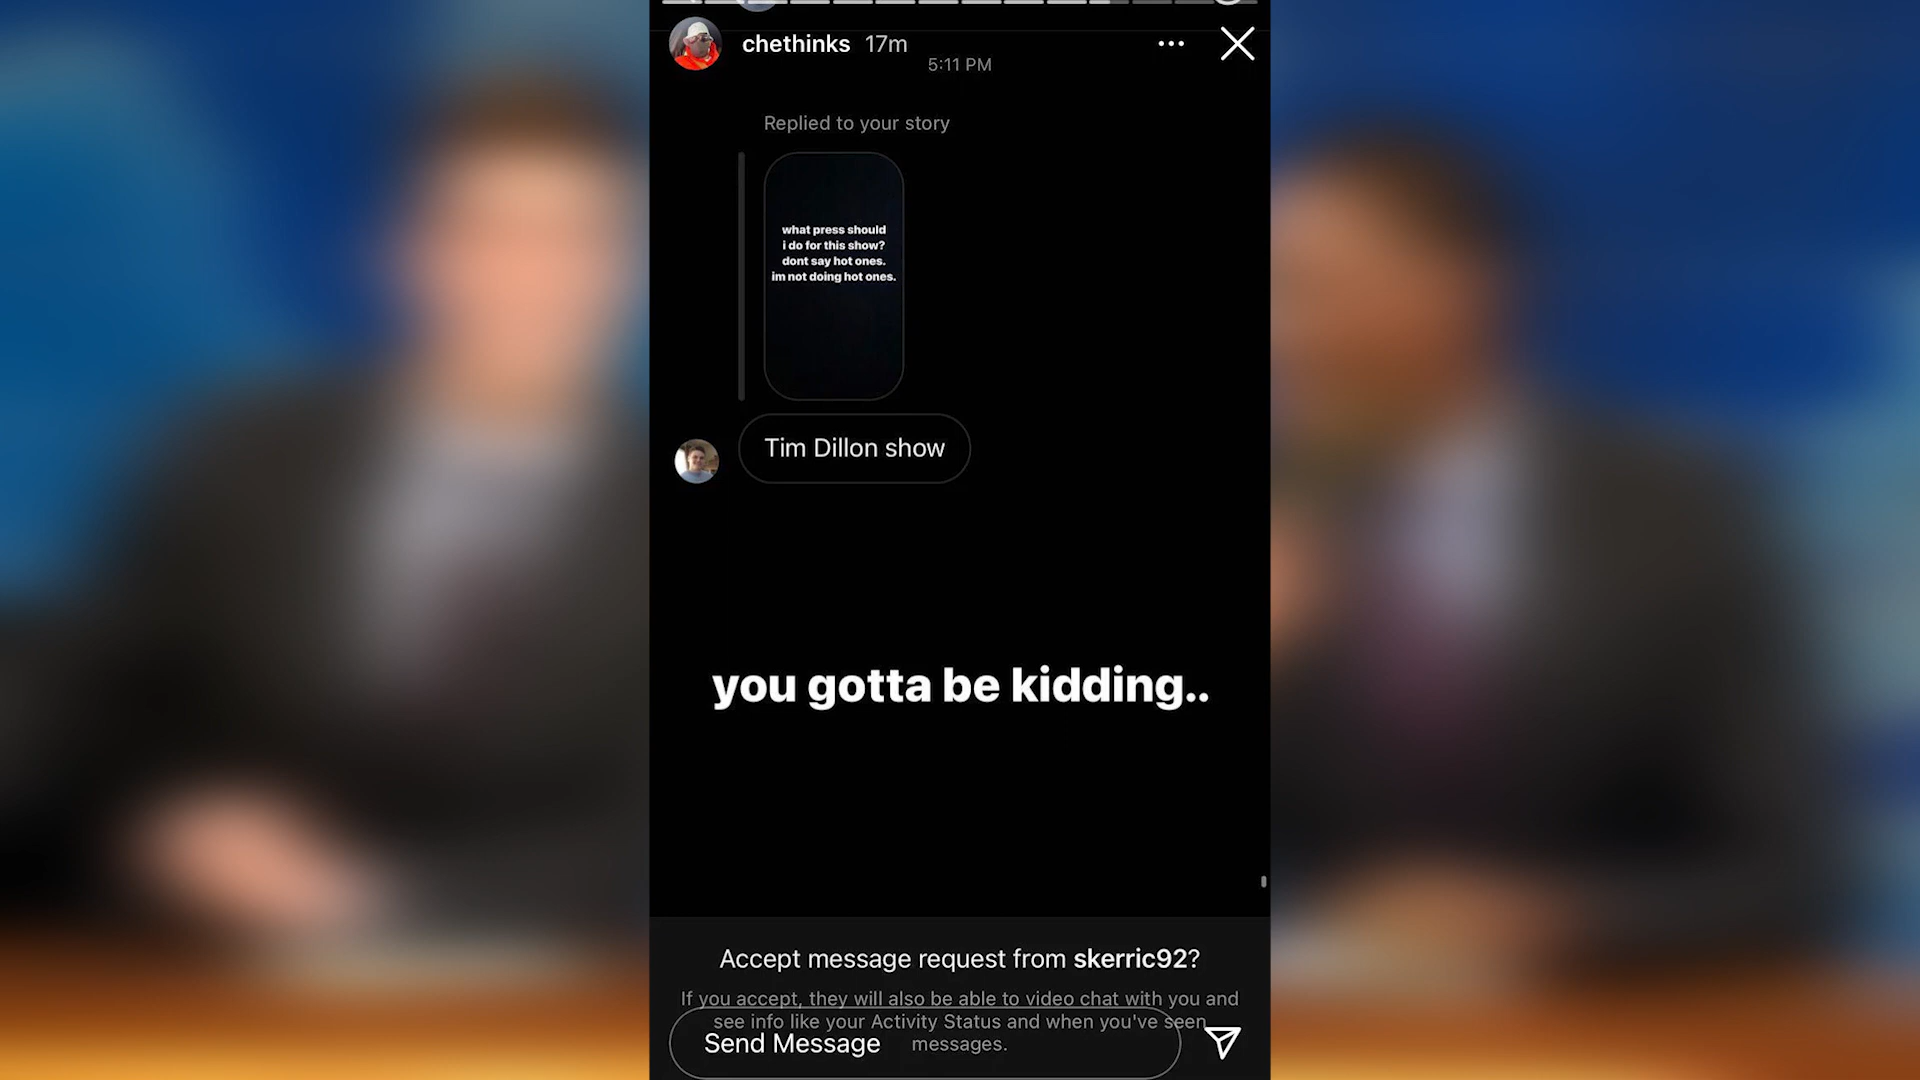 chethinks 17m
5:11 PM
Replied to your story
what press should
i do for this show?
dont say hot ones.
im not doing hot ones.
Tim Dillon show
you gotta be kidding..
Accept message request from skerric92?
If you accept, they will also be able to video chat with you and
see info like your Activity Status and when you've seen
messages.
Send Message